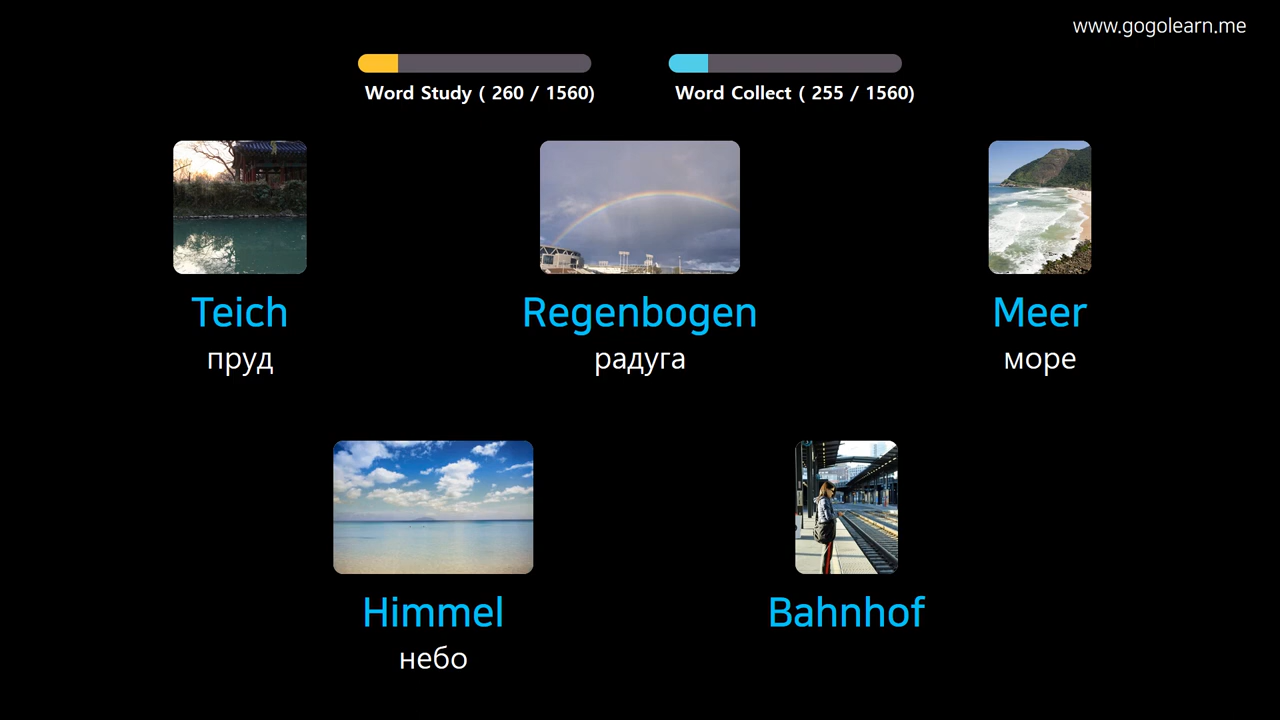 www.gogolearn.me
Word Study ( 260 / 1560)
Word Collect ( 255 / 1560)
Teich
пруд
Regenbogen
радуга
Meer
море
Himmel
небо
Bahnhof